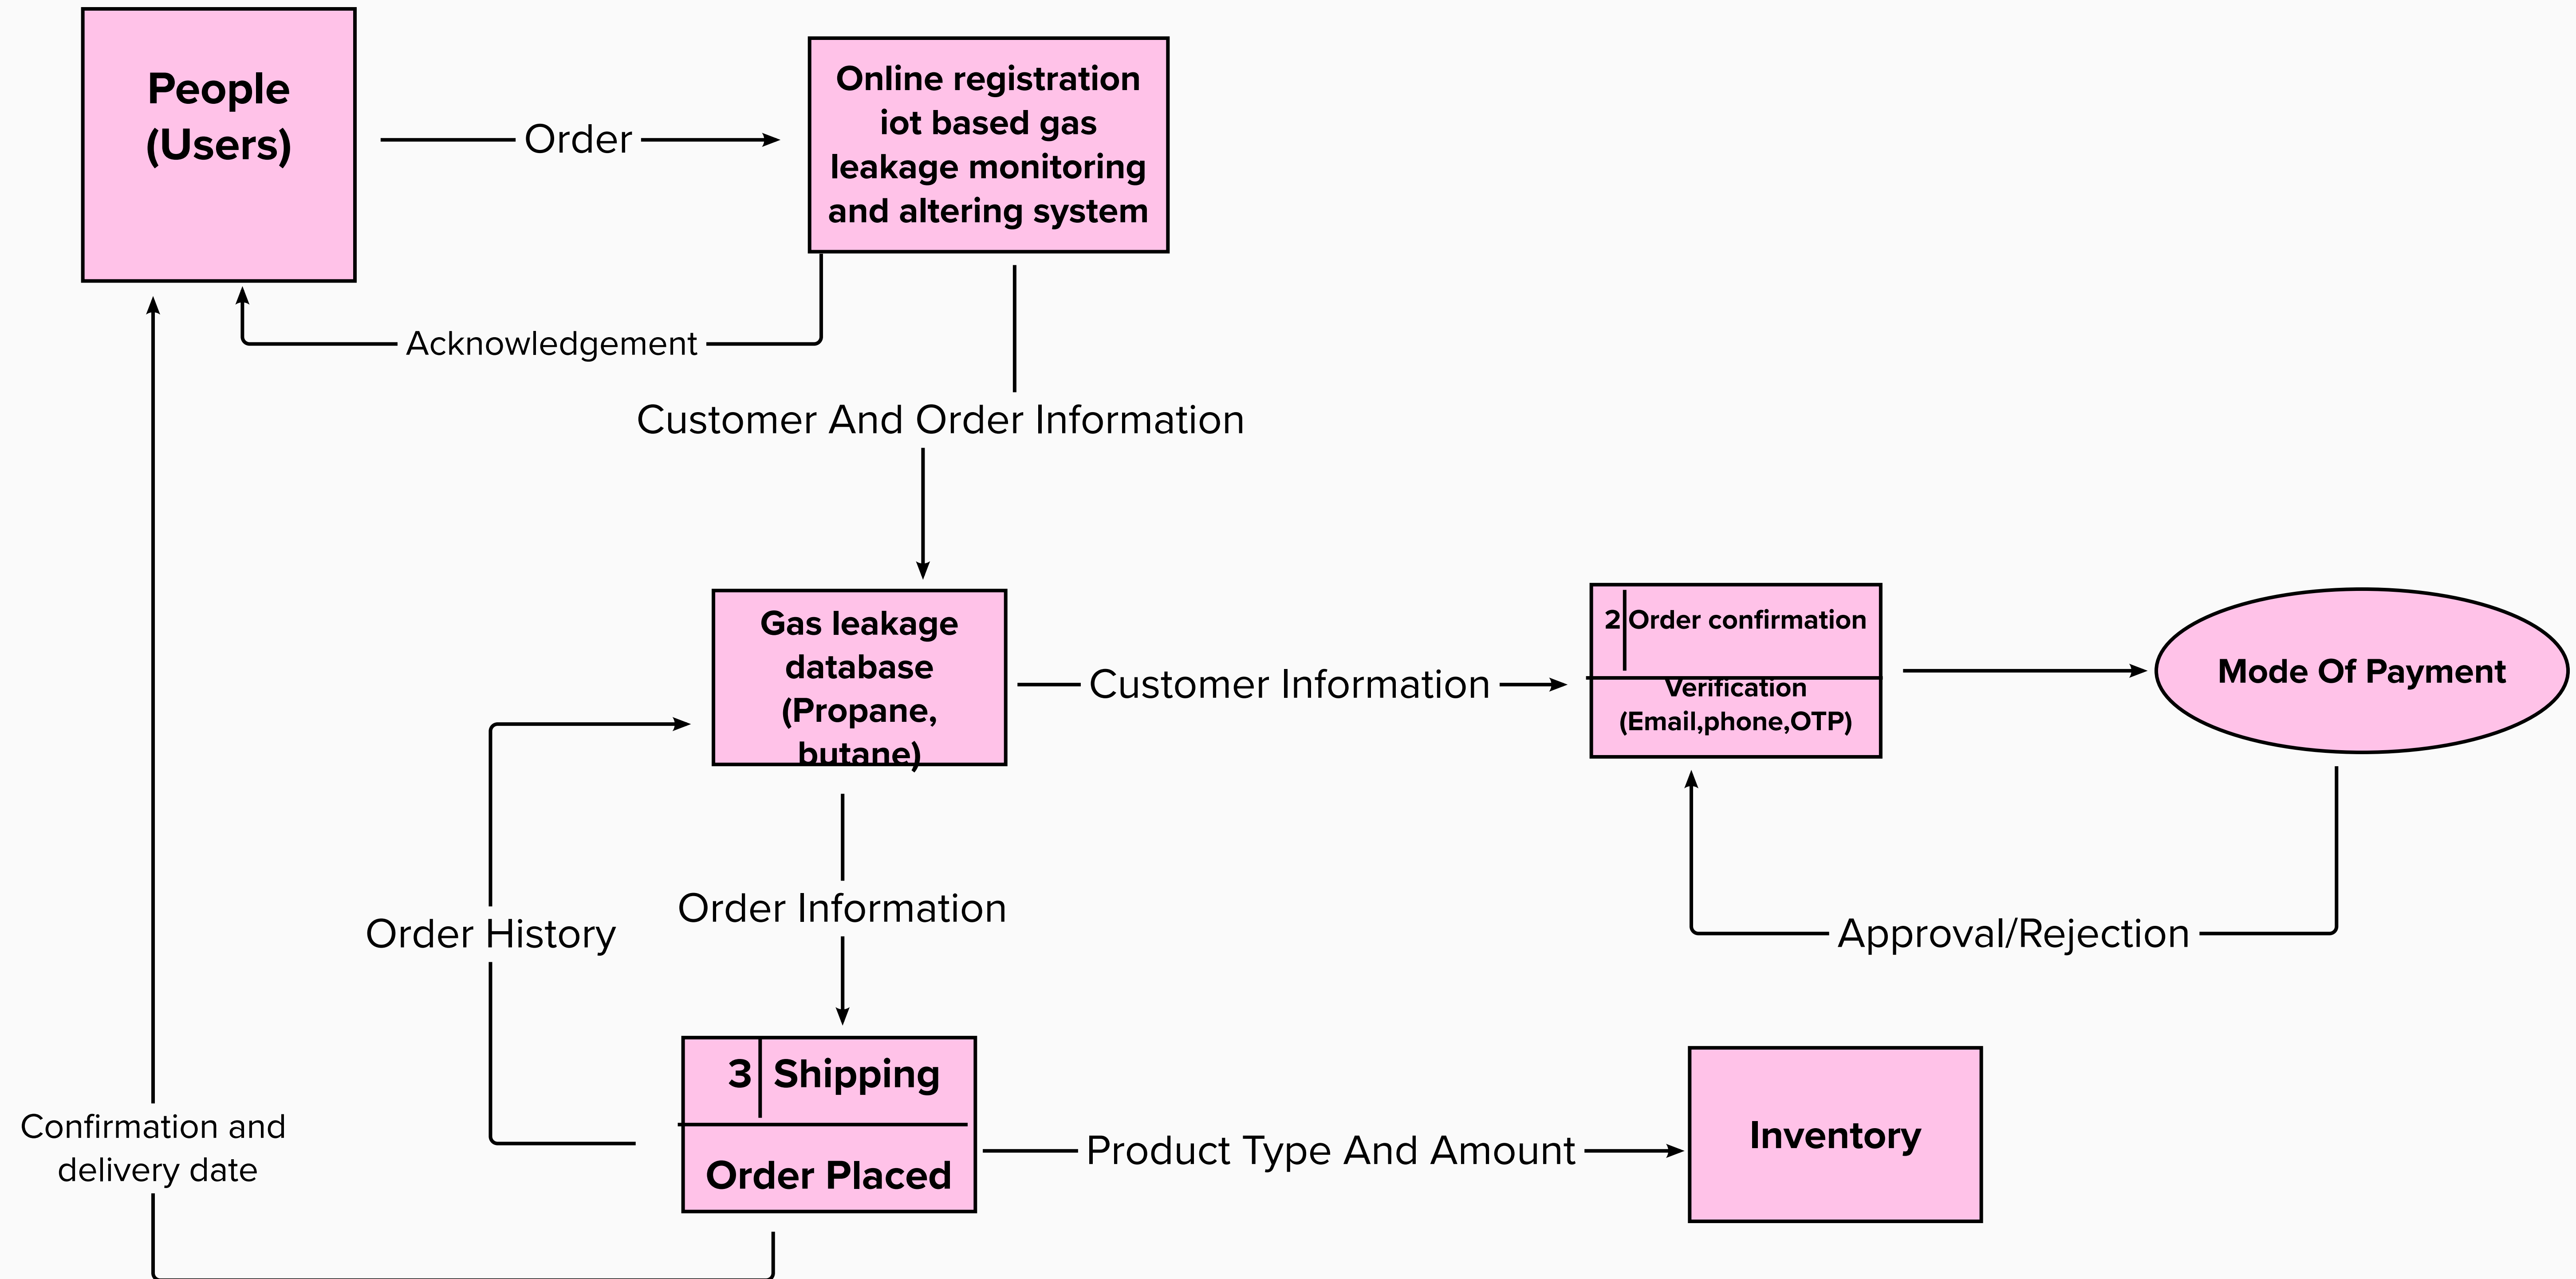 People
(Users)
Order
Online registration
iot based gas
leakage monitoring
and altering system
Acknowledgement
Customer And Order Information
Gas leakage
database
(Propane,
butane)
Customer Information
2 Order confirmation
Verification
(Email,phone,OTP)
Mode Of Payment
Order History
Order Information
Approval/Rejection
3 Shipping
Order Placed
Product Type And Amount
Inventory
Confirmation and
delivery date